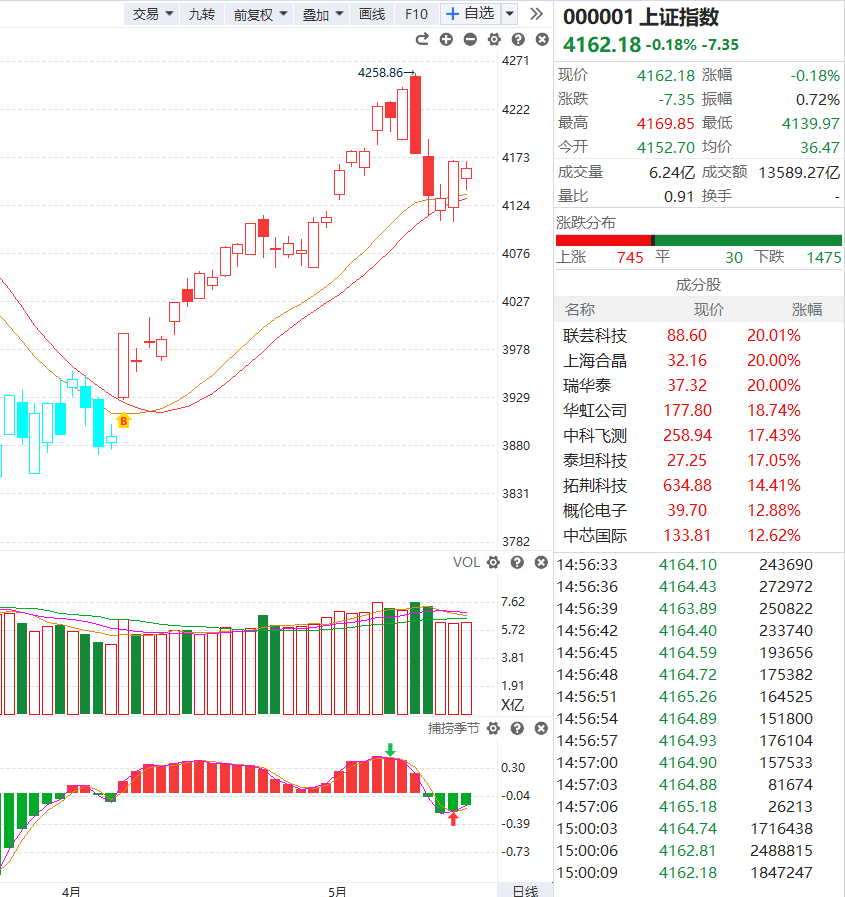 交易 九转 前复权 叠加 画线 F10 + 自选
4258.86→
4271
4222
4173
4124
4076
4027
3978
3929
3880
3831
3782
B
VOL
7.62
5.72
3.81
1.91
X亿
捕捞季节
0.30
-0.04
-0.39
-0.73
4月 5月 日线
000001 上证指数
4162.18 -0.18% -7.35
现价 4162.18 涨幅 -0.18%
涨跌 -7.35 振幅 0.72%
最高 4169.85 最低 4139.97
今开 4152.70 均价 36.47
成交量 6.24亿 成交额 13589.27亿
量比 0.91 换手 -
涨跌分布
上涨 745 平 30 下跌 1475
成分股
名称 现价 涨幅
联芸科技 88.60 20.01%
上海合晶 32.16 20.00%
瑞华泰 37.32 20.00%
华虹公司 177.80 18.74%
中科飞测 258.94 17.43%
泰坦科技 27.25 17.05%
拓荆科技 634.88 14.41%
概伦电子 39.70 12.88%
中芯国际 133.81 12.62%
14:56:33 4164.10 243690
14:56:36 4164.43 272972
14:56:39 4163.89 250822
14:56:42 4164.40 233740
14:56:45 4164.59 193656
14:56:48 4164.72 175382
14:56:51 4165.26 164525
14:56:54 4164.89 151800
14:56:57 4164.93 176104
14:57:00 4164.90 157533
14:57:03 4164.88 81674
14:57:06 4165.18 26213
15:00:03 4164.74 1716438
15:00:06 4162.81 2488815
15:00:09 4162.18 1847247